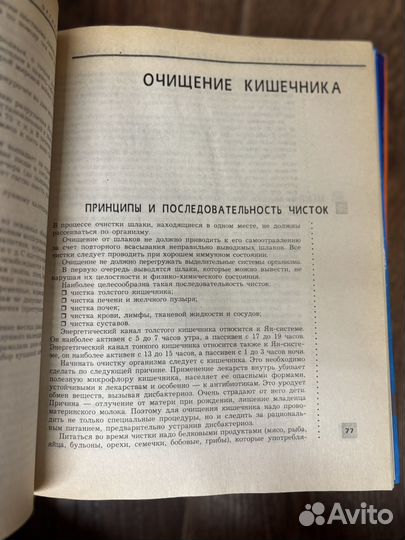 ОЧИЩЕНИЕ КИШЕЧНИКА
ПРИНЦИПЫ И ПОСЛЕДОВАТЕЛЬНОСТЬ ЧИСТОК
В процессе очистки шлаки, находящиеся в одном месте, не должны
рассеиваться по организму.
Очищение от шлаков не должно приводить к его самоотравлению
за счет повторного всасывания неправильно выводимых шлаков. Все
чистки следует проводить при хорошем иммунном состоянии.
Очищение не должно перегружать выделительные системы организма.
В первую очередь выводятся шлаки, которые можно вывести, не
нарушая их целостности и физико-химического состояния.
Наиболее целесообразна такая последовательность чисток:
❒ чистка толстого кишечника;
❒ чистка печени и желчного пузыря;
❒ чистка почек;
❒ чистка крови, лимфы, тканевой жидкости и сосудов;
❒ чистка суставов.
Энергетический канал толстого кишечника относится к Ян-системе.
Он наиболее активен с 5 до 7 часов утра, а пассивен с 17 до 19 часов.
Энергетический канал тонкого кишечника относится также к Ян-систе-
ме, он наиболее активен с 13 до 15 часов, а пассивен с 1 до 3 часов ночи.
Начинать очистку организма следует с кишечника. Это необходимо
сделать по следующей причине. Применение лекарств внутрь убивает
полезную микрофлору кишечника, населяет ее опасными формами,
устойчивыми к лекарствам и особенно — к антибиотикам. Это уродует
обмен веществ, вызывая дисбактериоз. Очень страдают от него дети.
Причина — отлучение от матери при рождении, лишение младенца
материнского молока. Поэтому для очищения кишечника надо прово-
дить не только специальные процедуры, но и следить за рациональ-
ным питанием, предварительно устранив дисбактериоз.
Питаться во время чистки надо белковыми продуктами (мясо, рыба,
яйца, бульоны, орехи, семечки, бобовые, грибы), которые употребля-
77
Avito